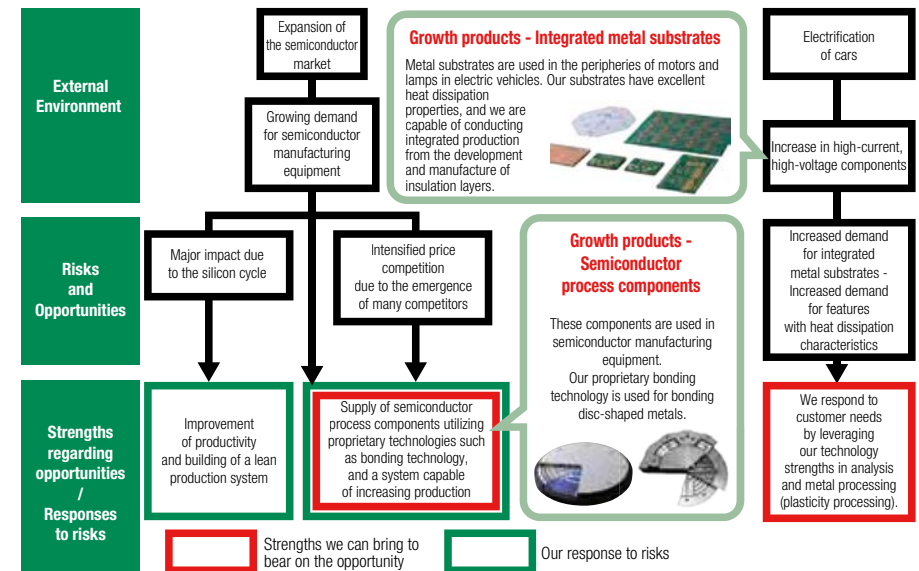 External
Environment
Expansion of
the semiconductor
market
Growing demand
for semiconductor
manufacturing
equipment
Growth products - Integrated metal substrates
Metal substrates are used in the peripheries of motors and
lamps in electric vehicles. Our substrates have excellent
heat dissipation
properties, and we are
capable of conducting
integrated production
from the development
and manufacture of
insulation layers.
Electrification
of cars
Increase in high-current,
high-voltage components
Risks
and
Opportunities
Major impact due
to the silicon cycle
Intensified price
competition
due to the emergence
of many competitors
Growth products -
Semiconductor
process components
These components are used in
semiconductor manufacturing
equipment.
Our proprietary bonding
technology is used for bonding
disc-shaped metals.
Increased demand
for integrated
metal substrates -
Increased demand
for features
with heat dissipation
characteristics
Strengths
regarding
opportunities
/
Responses
to risks
Improvement
of productivity
and building of a lean
production system
Supply of semiconductor
process components utilizing
proprietary technologies such
as bonding technology,
and a system capable
of increasing production
We respond to
customer needs
by leveraging
our technology
strengths in analysis
and metal processing
(plasticity processing).
Strengths we can bring to
bear on the opportunity
Our response to risks